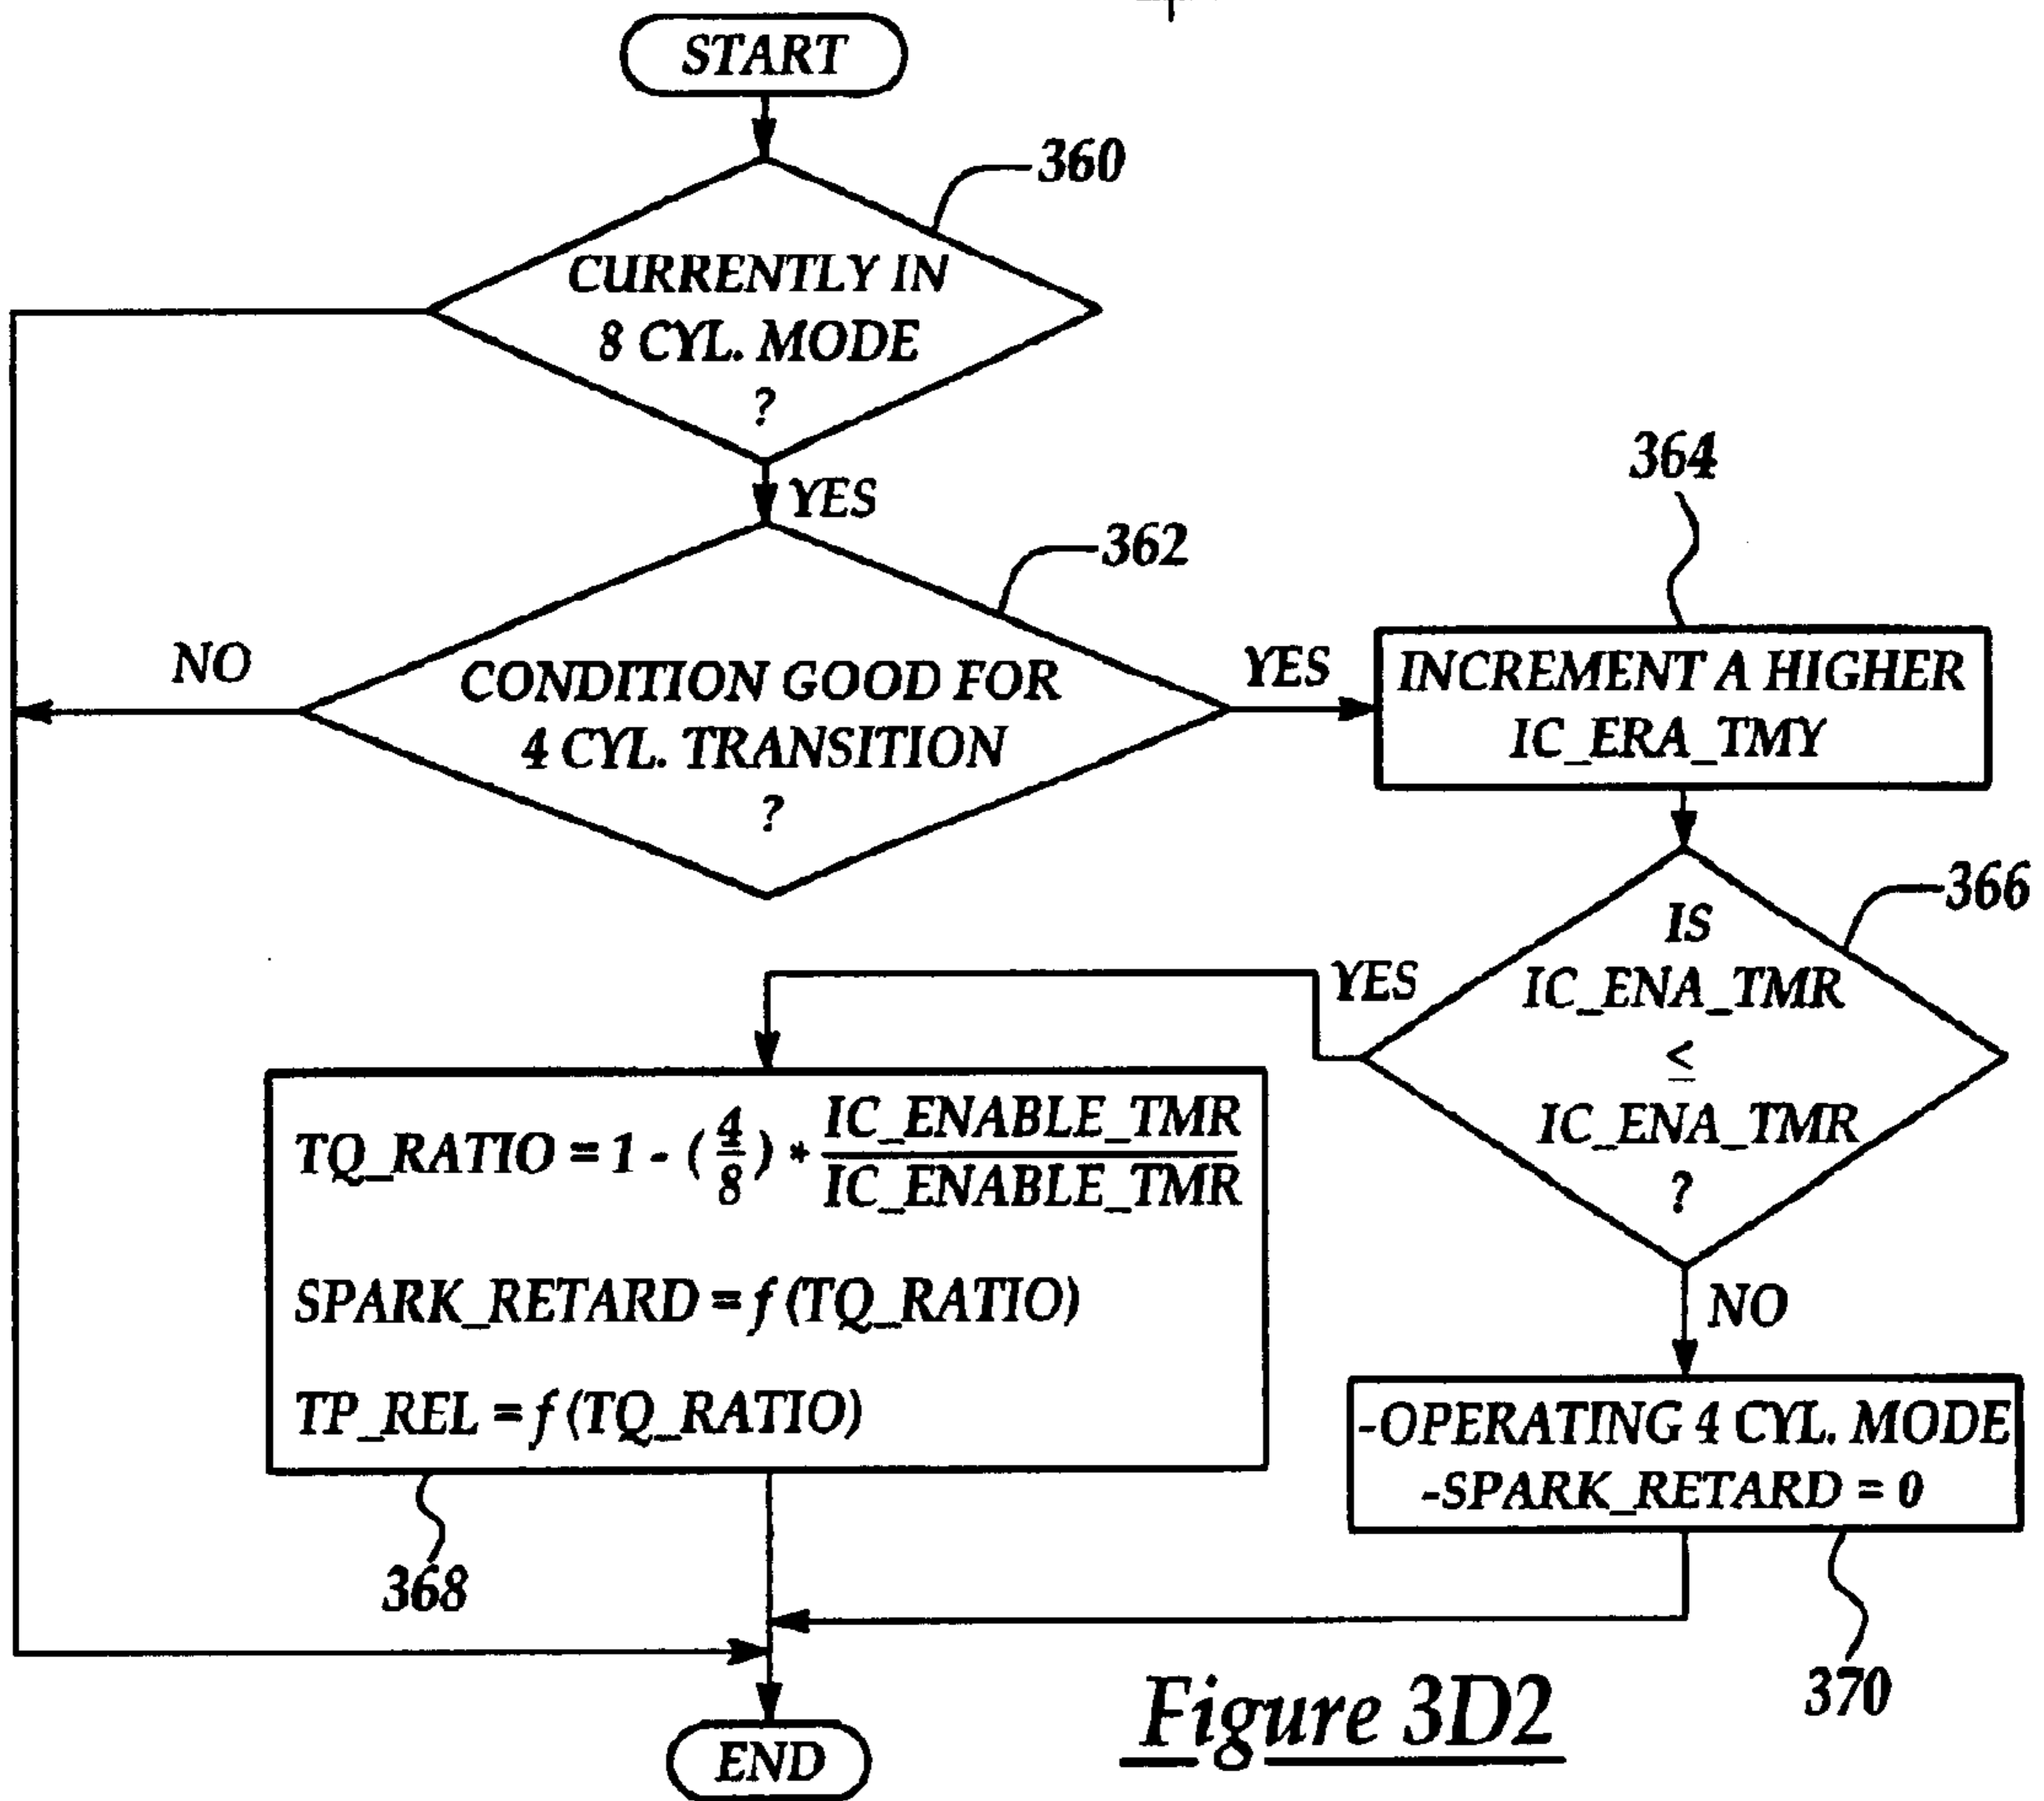 START
360
CURRENTLY IN
8 CYL. MODE
?
YES
362
CONDITION GOOD FOR
4 CYL. TRANSITION
?
NO
YES
364
INCREMENT A HIGHER
IC_ERA_TMY
366
IS
IC_ENA_TMR
≤
IC_ENA_TMR
?
YES
NO
TQ_RATIO = 1 - (4/8) * IC_ENABLE_TMR/IC_ENABLE_TMR
SPARK_RETARD = f (TQ_RATIO)
TP_REL = f (TQ_RATIO)
368
-OPERATING 4 CYL. MODE
-SPARK_RETARD = 0
370
END
Figure 3D2